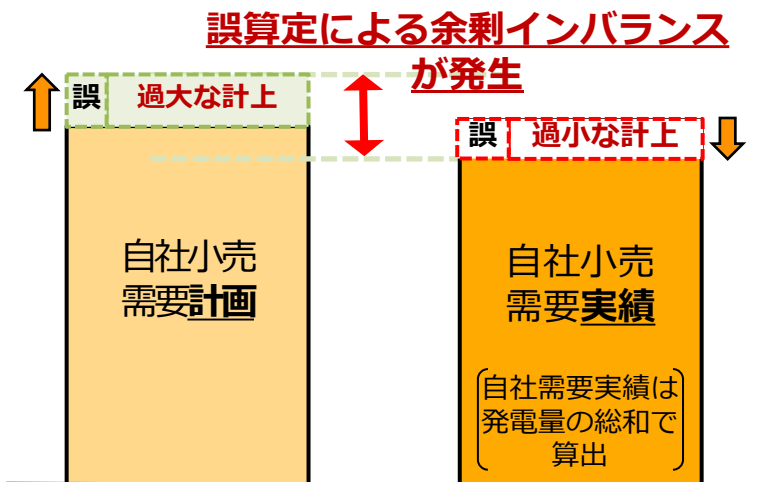 誤算定による余剰インバランス
が発生
誤 過大な計上
誤 過小な計上
自社小売
需要計画
自社小売
需要実績
自社需要実績は
発電量の総和で
算出